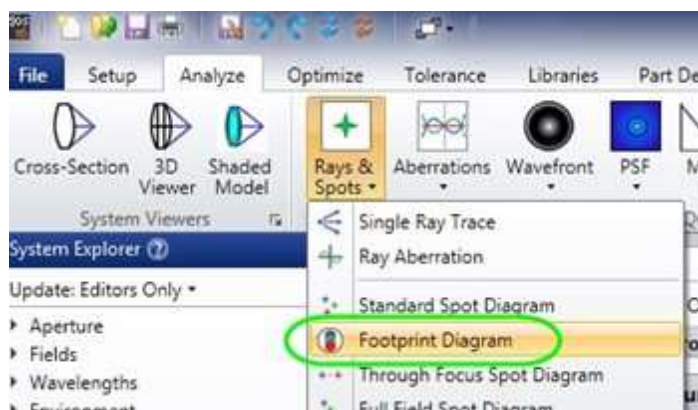 File Setup Analyze Optimize Tolerance Libraries Part De
Cross-Section 3D Viewer Shaded Model Rays & Spots Aberrations Wavefront PSF M
System Viewers
System Explorer
Update: Editors Only
Aperture
Fields
Wavelengths
Environment
Single Ray Trace
Ray Aberration
Standard Spot Diagram
Footprint Diagram
Through Focus Spot Diagram
Full Field Spot Diagram